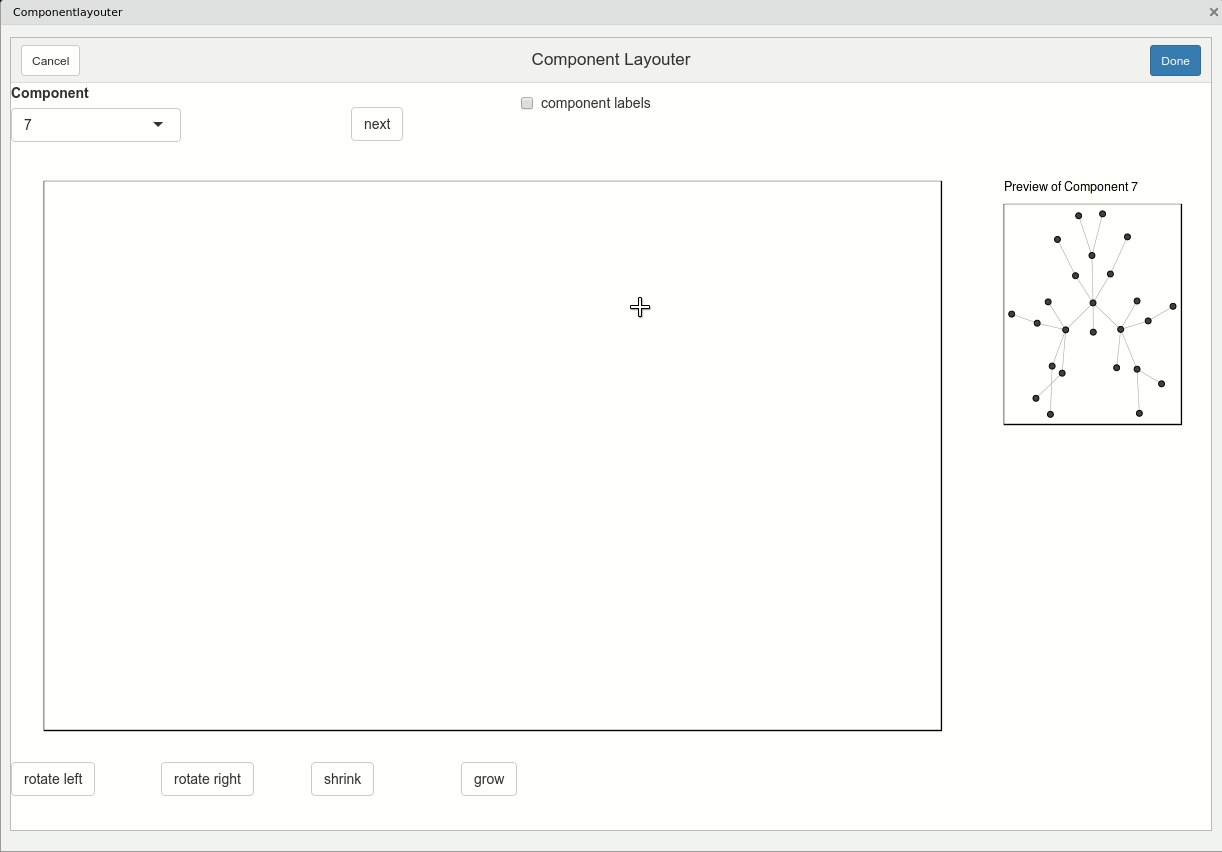 Componentlayouter
Cancel
Component Layouter
Done
Component
component labels
7
next
Preview of Component 7
rotate left
rotate right
shrink
grow